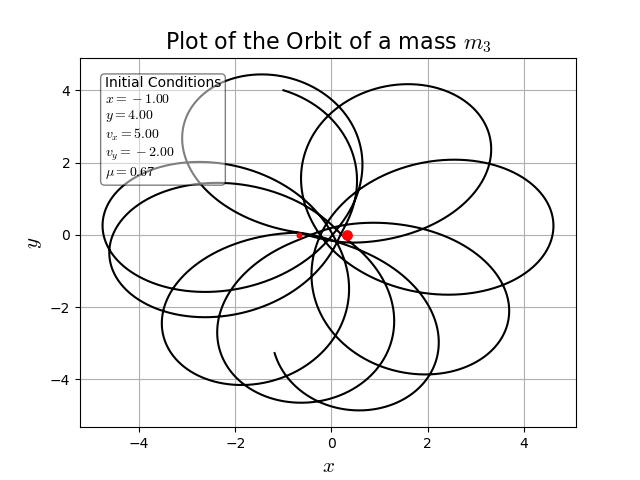 Plot of the Orbit of a mass m₃
Initial Conditions
x = −1.00
y = 4.00
vₓ = 5.00
v_y = −2.00
μ = 0.67
4
2
0
−2
−4
y
−4 −2 0 2 4
x